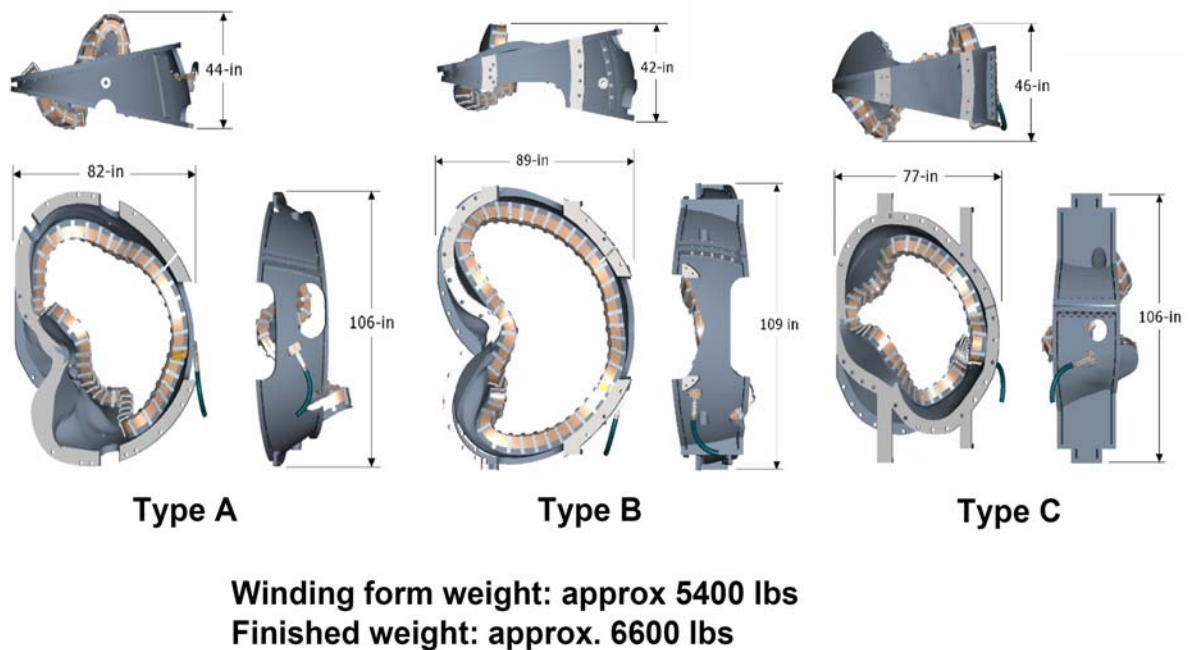 44-in
42-in
46-in
82-in
89-in
77-in
106-in
109 in
106-in
Type A
Type B
Type C
Winding form weight: approx 5400 lbs
Finished weight: approx. 6600 lbs